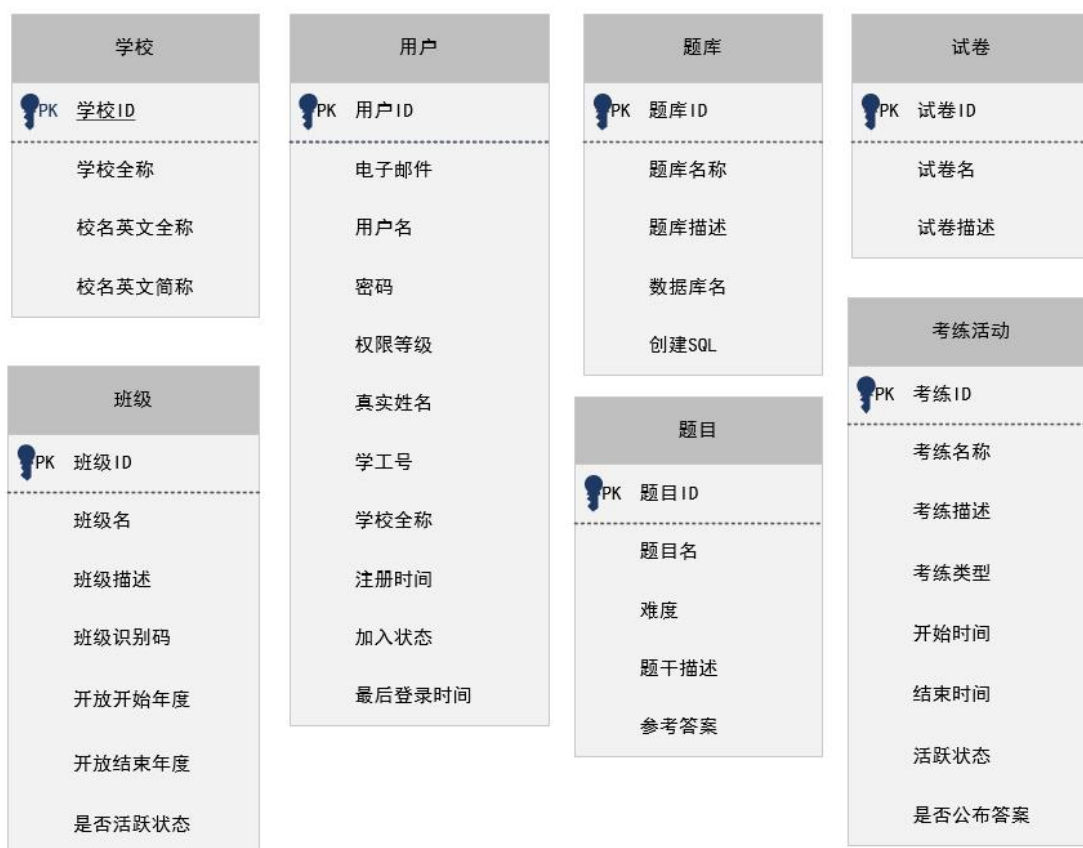 学校
PK 学校ID
学校全称
校名英文全称
校名英文简称
班级
PK 班级ID
班级名
班级描述
班级识别码
开放开始年度
开放结束年度
是否活跃状态
用户
PK 用户ID
电子邮件
用户名
密码
权限等级
真实姓名
学工号
学校全称
注册时间
加入状态
最后登录时间
题库
PK 题库ID
题库名称
题库描述
数据库名
创建SQL
题目
PK 题目ID
题目名
难度
题干描述
参考答案
试卷
PK 试卷ID
试卷名
试卷描述
考练活动
PK 考练ID
考练名称
考练描述
考练类型
开始时间
结束时间
活跃状态
是否公布答案